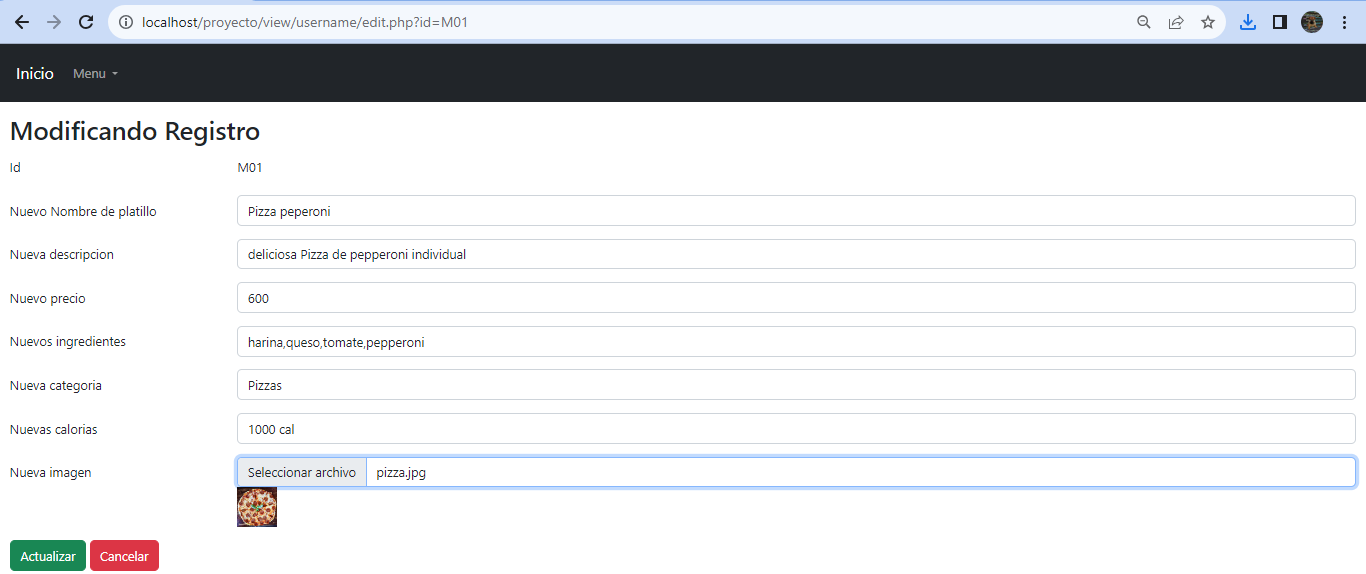 localhost/proyecto/view/username/edit.php?id=M01
Inicio Menu
Modificando Registro
Id M01
Nuevo Nombre de platillo Pizza peperoni
Nueva descripcion deliciosa Pizza de pepperoni individual
Nuevo precio 600
Nuevos ingredientes harina,queso,tomate,pepperoni
Nueva categoria Pizzas
Nuevas calorias 1000 cal
Nueva imagen Seleccionar archivo pizza.jpg
Actualizar Cancelar